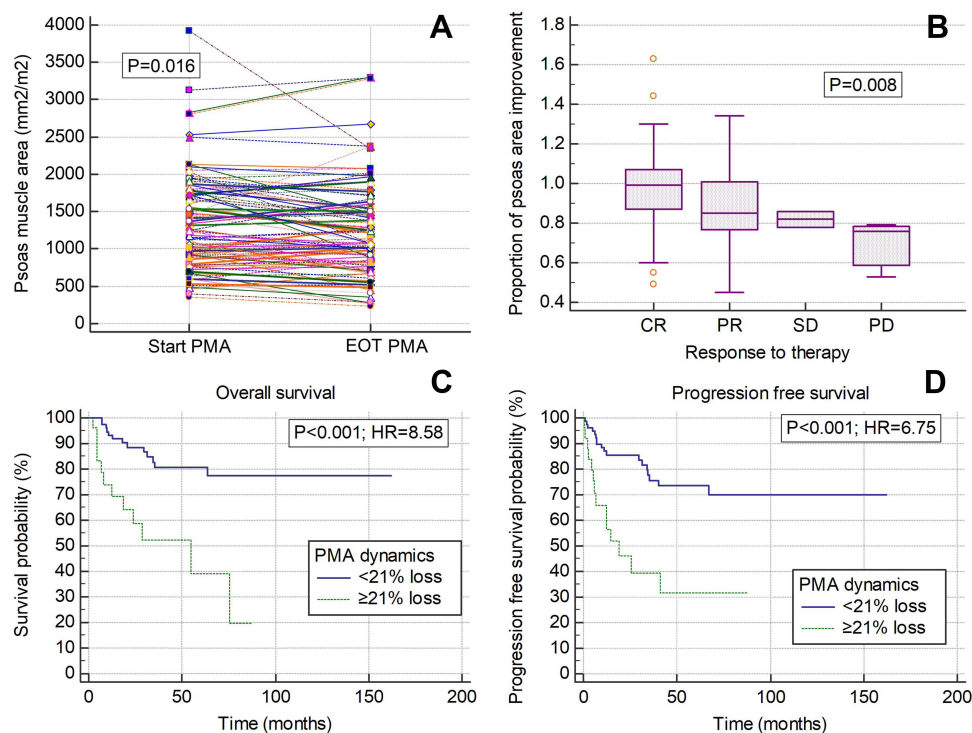 A
4000
3500
3000
2500
2000
1500
1000
500
0
Psoas muscle area (mm2/m2)
P=0.016
Start PMA
EOT PMA
B
1.8
1.6
1.4
1.2
1.0
0.8
0.6
0.4
Proportion of psoas area improvement
P=0.008
CR
PR
SD
PD
Response to therapy
C
Overall survival
100
90
80
70
60
50
40
30
20
10
0
Survival probability (%)
P<0.001; HR=8.58
PMA dynamics
<21% loss
≥21% loss
0
50
100
150
200
Time (months)
D
Progression free survival
100
90
80
70
60
50
40
30
20
10
0
Progression free survival probability (%)
P<0.001; HR=6.75
PMA dynamics
<21% loss
≥21% loss
0
50
100
150
200
Time (months)